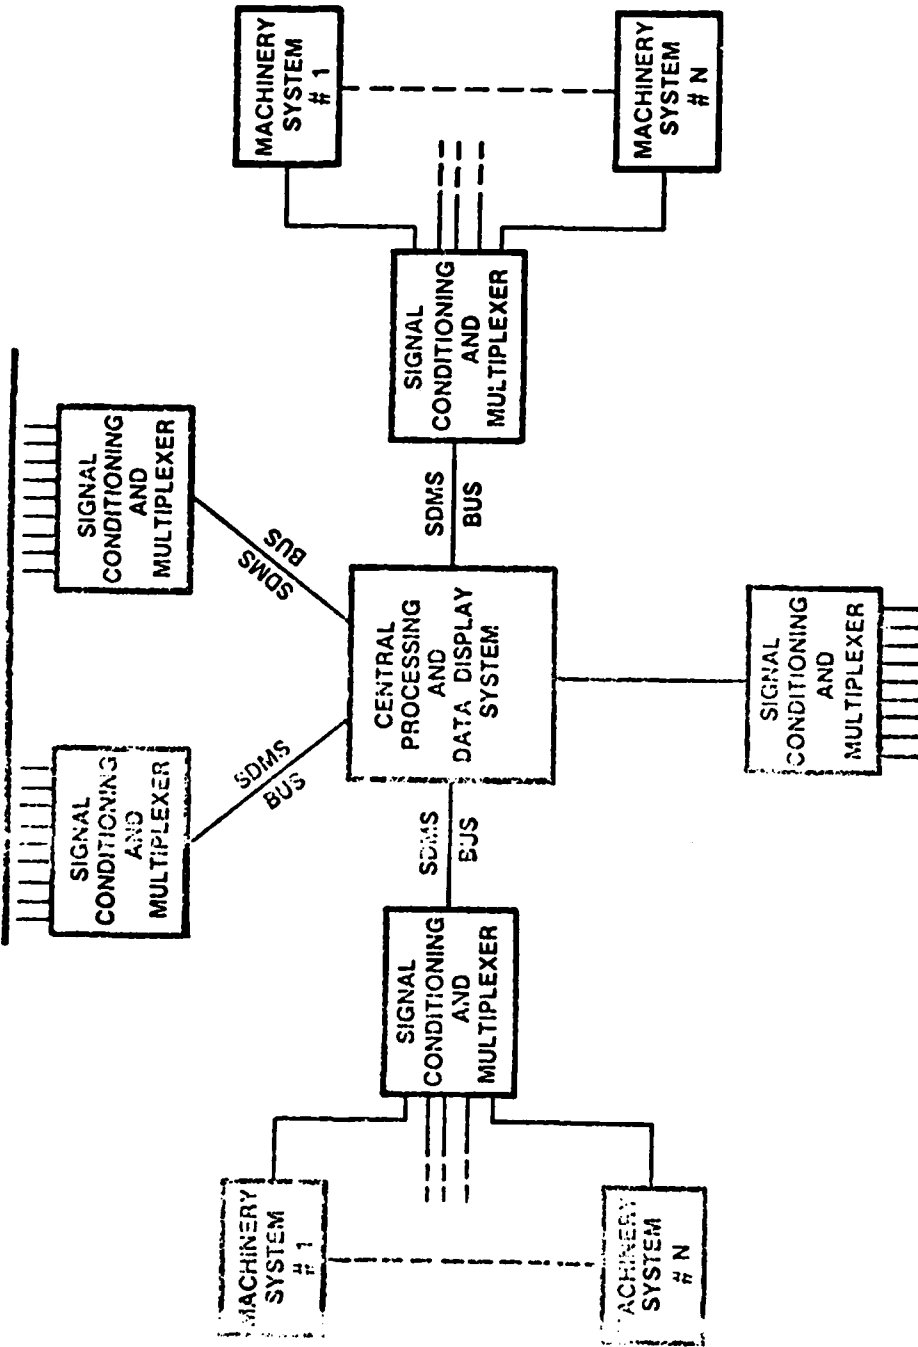 MACHINERY
SYSTEM
# 1
MACHINERY
SYSTEM
# N
SIGNAL
CONDITIONING
AND
MULTIPLEXER
SDMS
BUS
SIGNAL
CONDITIONING
AND
MULTIPLEXER
SDMS
BUS
SIGNAL
CONDITIONING
AND
MULTIPLEXER
SDMS
BUS
CENTRAL
PROCESSING
AND
DATA DISPLAY
SYSTEM
SIGNAL
CONDITIONING
AND
MULTIPLEXER
SDMS
BUS
SIGNAL
CONDITIONING
AND
MULTIPLEXER
MACHINERY
SYSTEM
# 1
MACHINERY
SYSTEM
# N